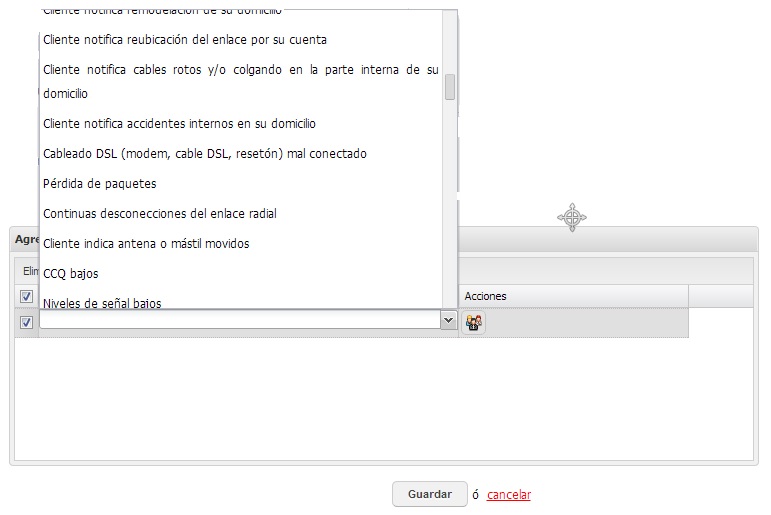 Cliente notifica remodelación de su domicilio
Cliente notifica reubicación del enlace por su cuenta
Cliente notifica cables rotos y/o colgando en la parte interna de su
domicilio
Cliente notifica accidentes internos en su domicilio
Cableado DSL (modem, cable DSL, resetón) mal conectado
Pérdida de paquetes
Continuas desconecciones del enlace radial
Cliente indica antena o mástil movidos
CCQ bajos
Niveles de señal bajos
Agre
Elim
Acciones
Guardar ó cancelar